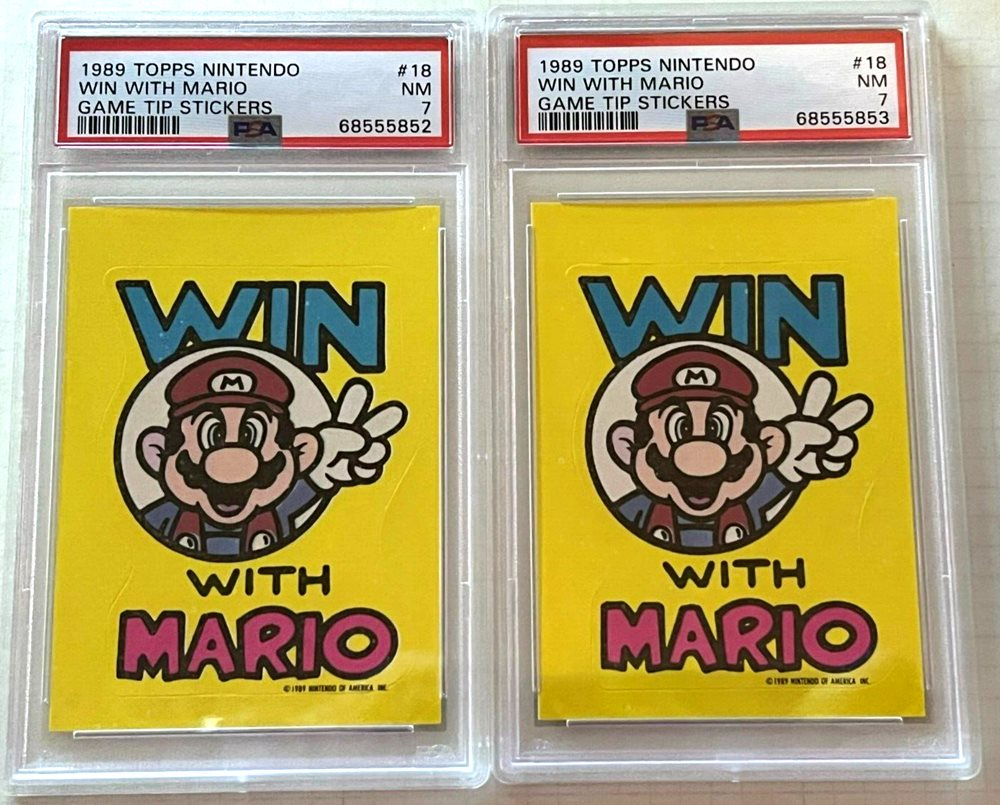 1989 TOPPS NINTENDO #18
WIN WITH MARIO NM
GAME TIP STICKERS 7
PSA 68555852
WIN
M
WITH
MARIO
©1989 NINTENDO OF AMERICA INC.
1989 TOPPS NINTENDO #18
WIN WITH MARIO NM
GAME TIP STICKERS 7
PSA 68555853
WIN
M
WITH
MARIO
©1989 NINTENDO OF AMERICA INC.